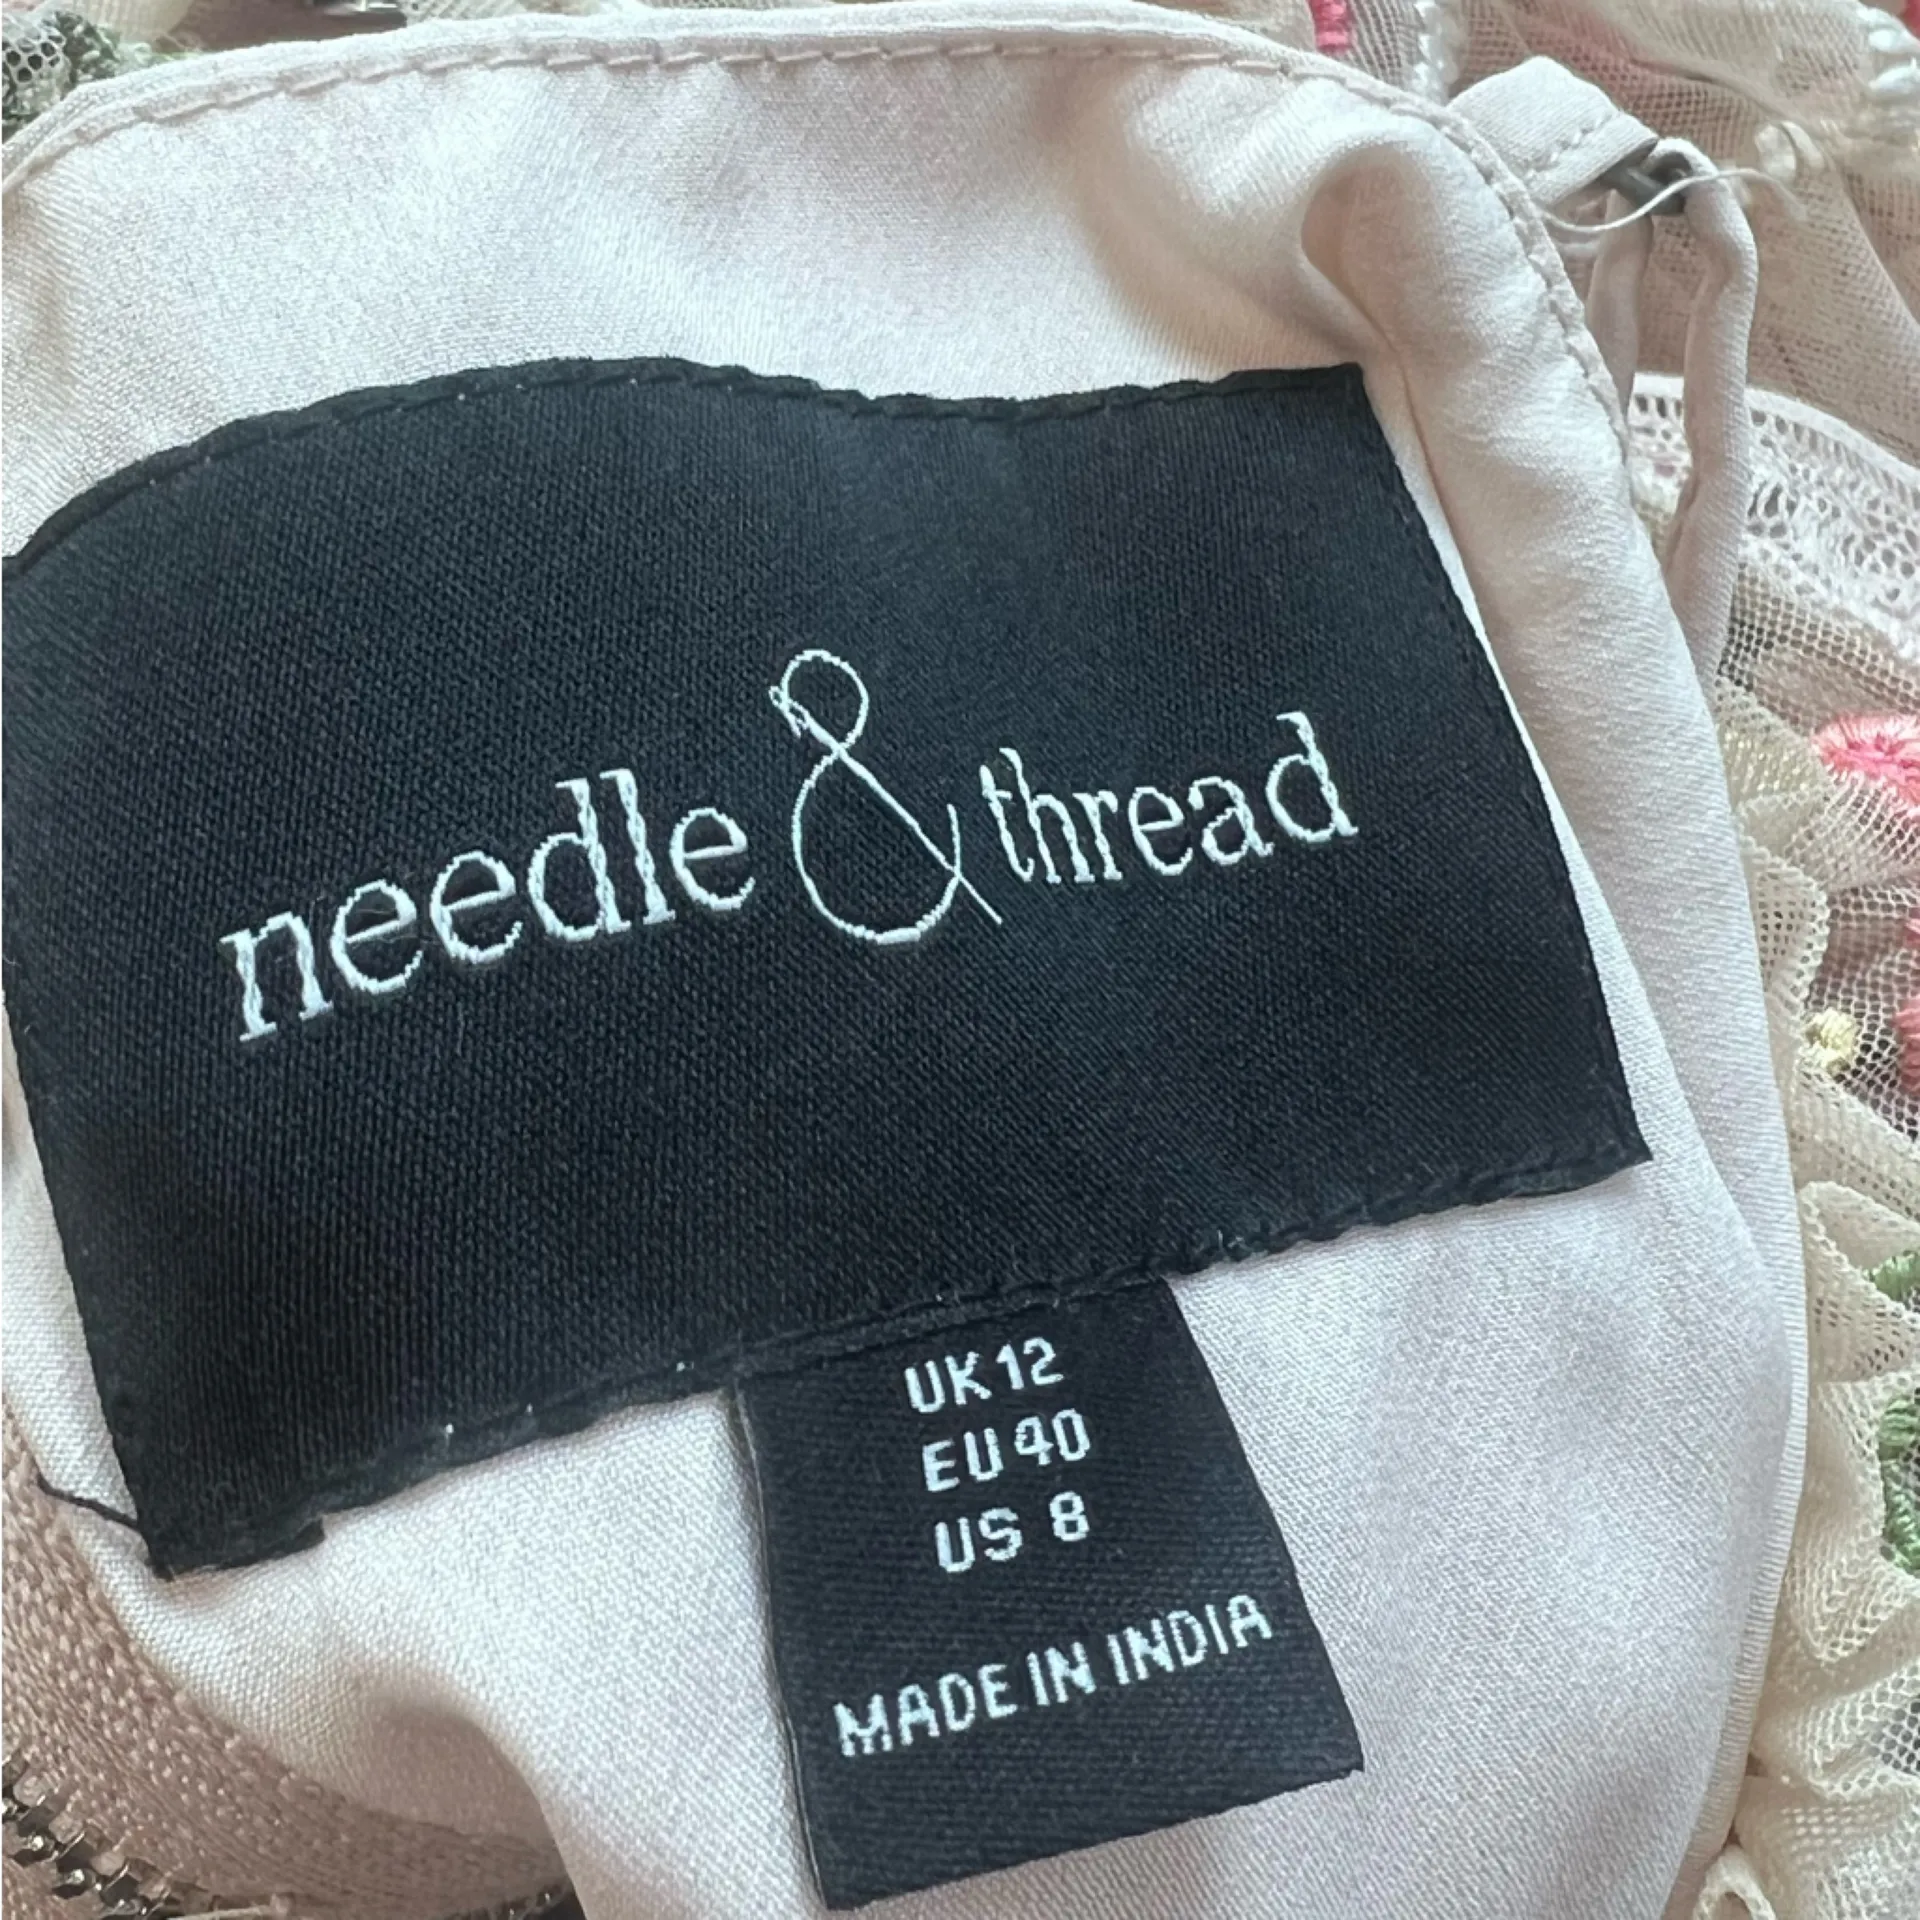 needle & thread
UK 12
EU 40
US 8
MADE IN INDIA